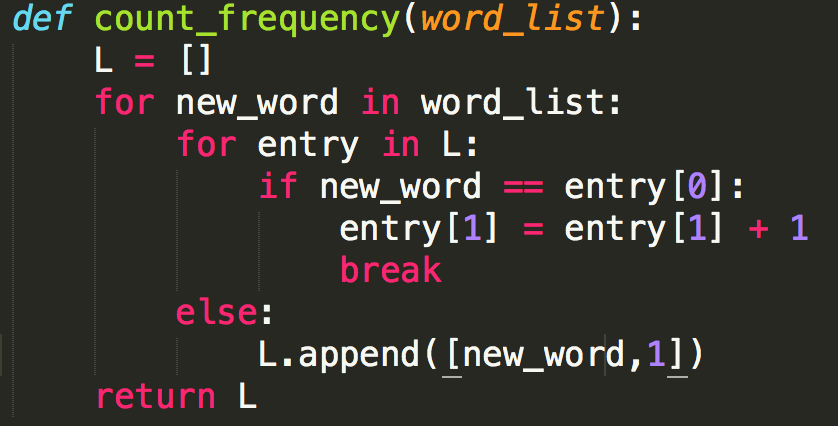 def count_frequency(word_list):
    L = []
    for new_word in word_list:
        for entry in L:
            if new_word == entry[0]:
                entry[1] = entry[1] + 1
                break
        else:
            L.append([new_word,1])
    return L